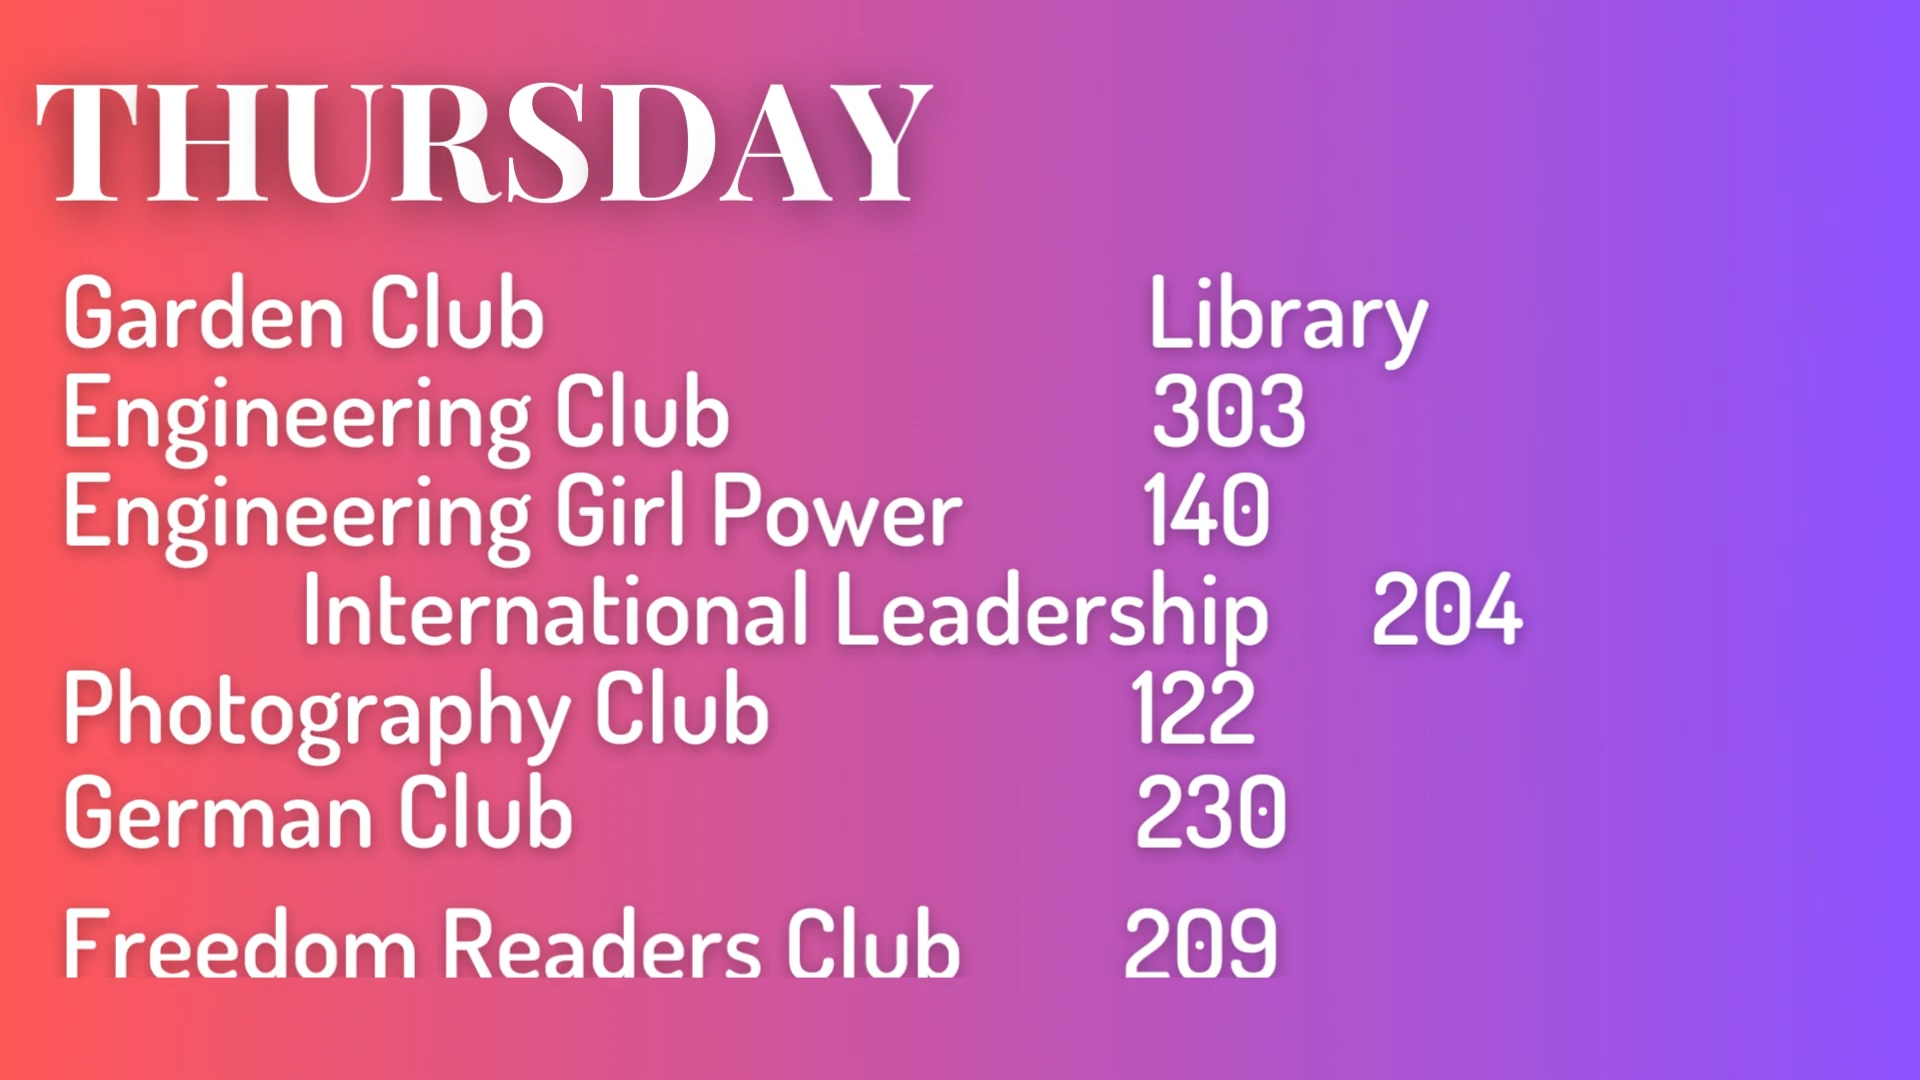 THURSDAY
Garden Club Library
Engineering Club 303
Engineering Girl Power 140
International Leadership 204
Photography Club 122
German Club 230
Freedom Readers Club 209